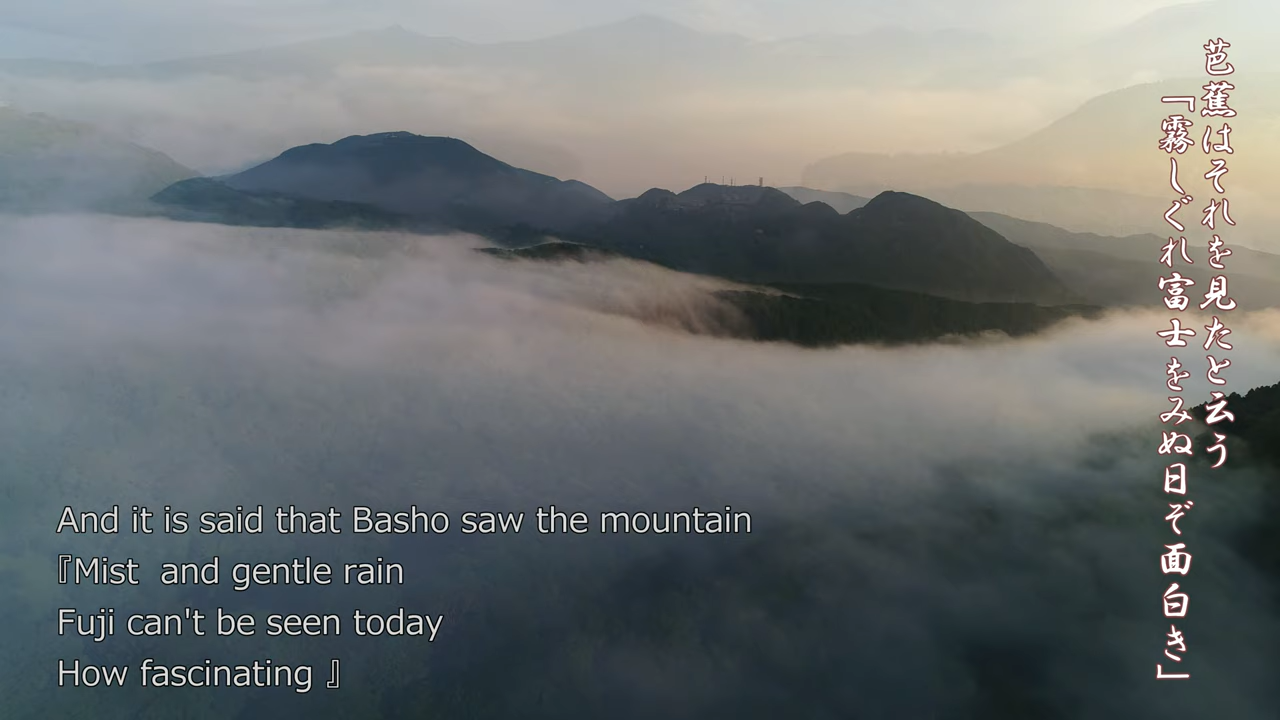 芭蕉はそれを見たと云う
「霧しぐれ富士をみぬ日ぞ面白き」
And it is said that Basho saw the mountain
『Mist  and gentle rain
Fuji can't be seen today
How fascinating 』